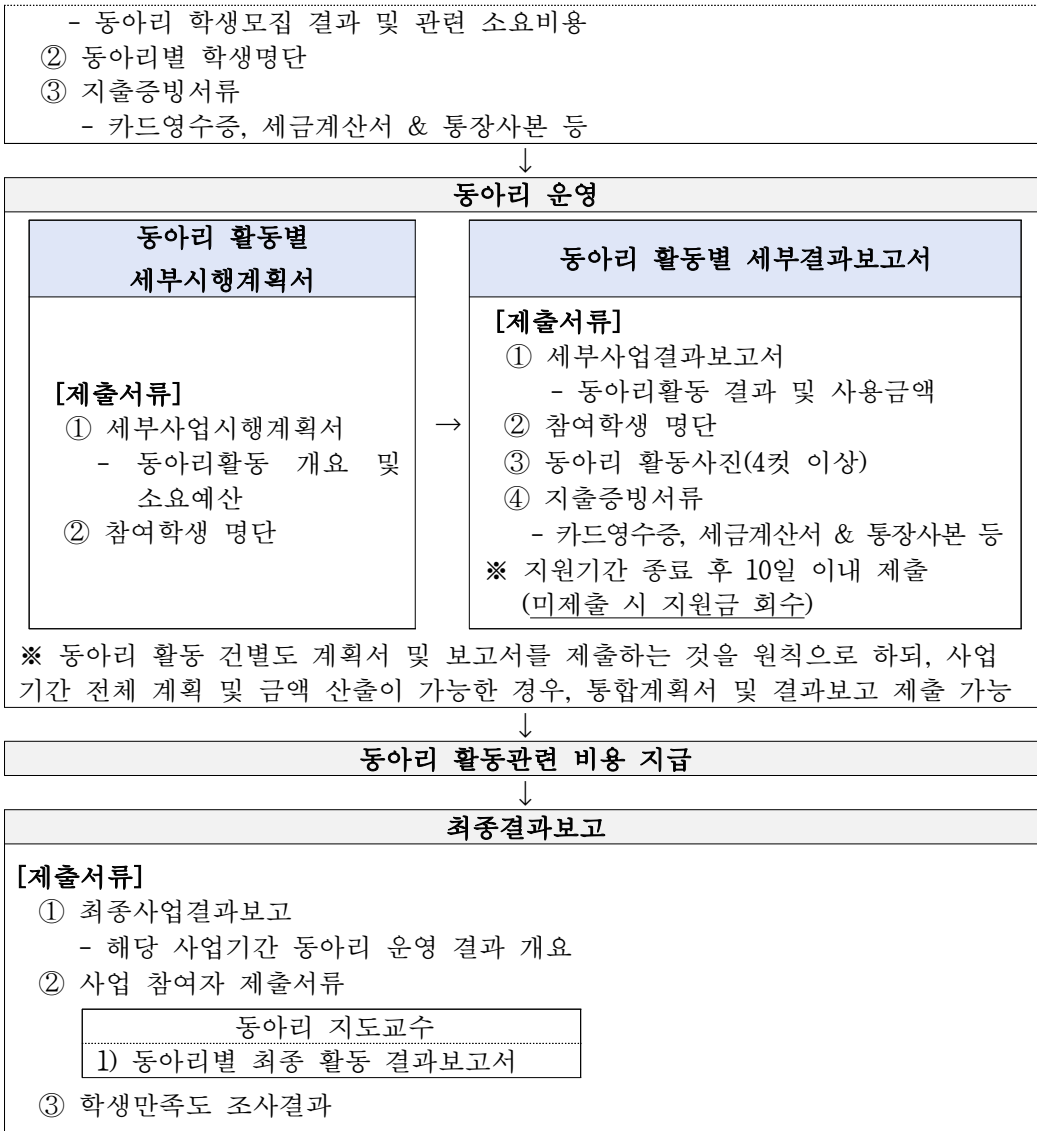 - 동아리 학생모집 결과 및 관련 소요비용
② 동아리별 학생명단
③ 지출증빙서류
- 카드영수증, 세금계산서 & 통장사본 등
↓
동아리 운영
동아리 활동별
세부시행계획서
[제출서류]
① 세부사업시행계획서
- 동아리활동 개요 및
소요예산
② 참여학생 명단
→
동아리 활동별 세부결과보고서
[제출서류]
① 세부사업결과보고서
- 동아리활동 결과 및 사용금액
② 참여학생 명단
③ 동아리 활동사진(4컷 이상)
④ 지출증빙서류
- 카드영수증, 세금계산서 & 통장사본 등
※ 지원기간 종료 후 10일 이내 제출
(미제출 시 지원금 회수)
※ 동아리 활동 건별도 계획서 및 보고서를 제출하는 것을 원칙으로 하되, 사업
기간 전체 계획 및 금액 산출이 가능한 경우, 통합계획서 및 결과보고 제출 가능
↓
동아리 활동관련 비용 지급
↓
최종결과보고
[제출서류]
① 최종사업결과보고
- 해당 사업기간 동아리 운영 결과 개요
② 사업 참여자 제출서류
동아리 지도교수
1) 동아리별 최종 활동 결과보고서
③ 학생만족도 조사결과